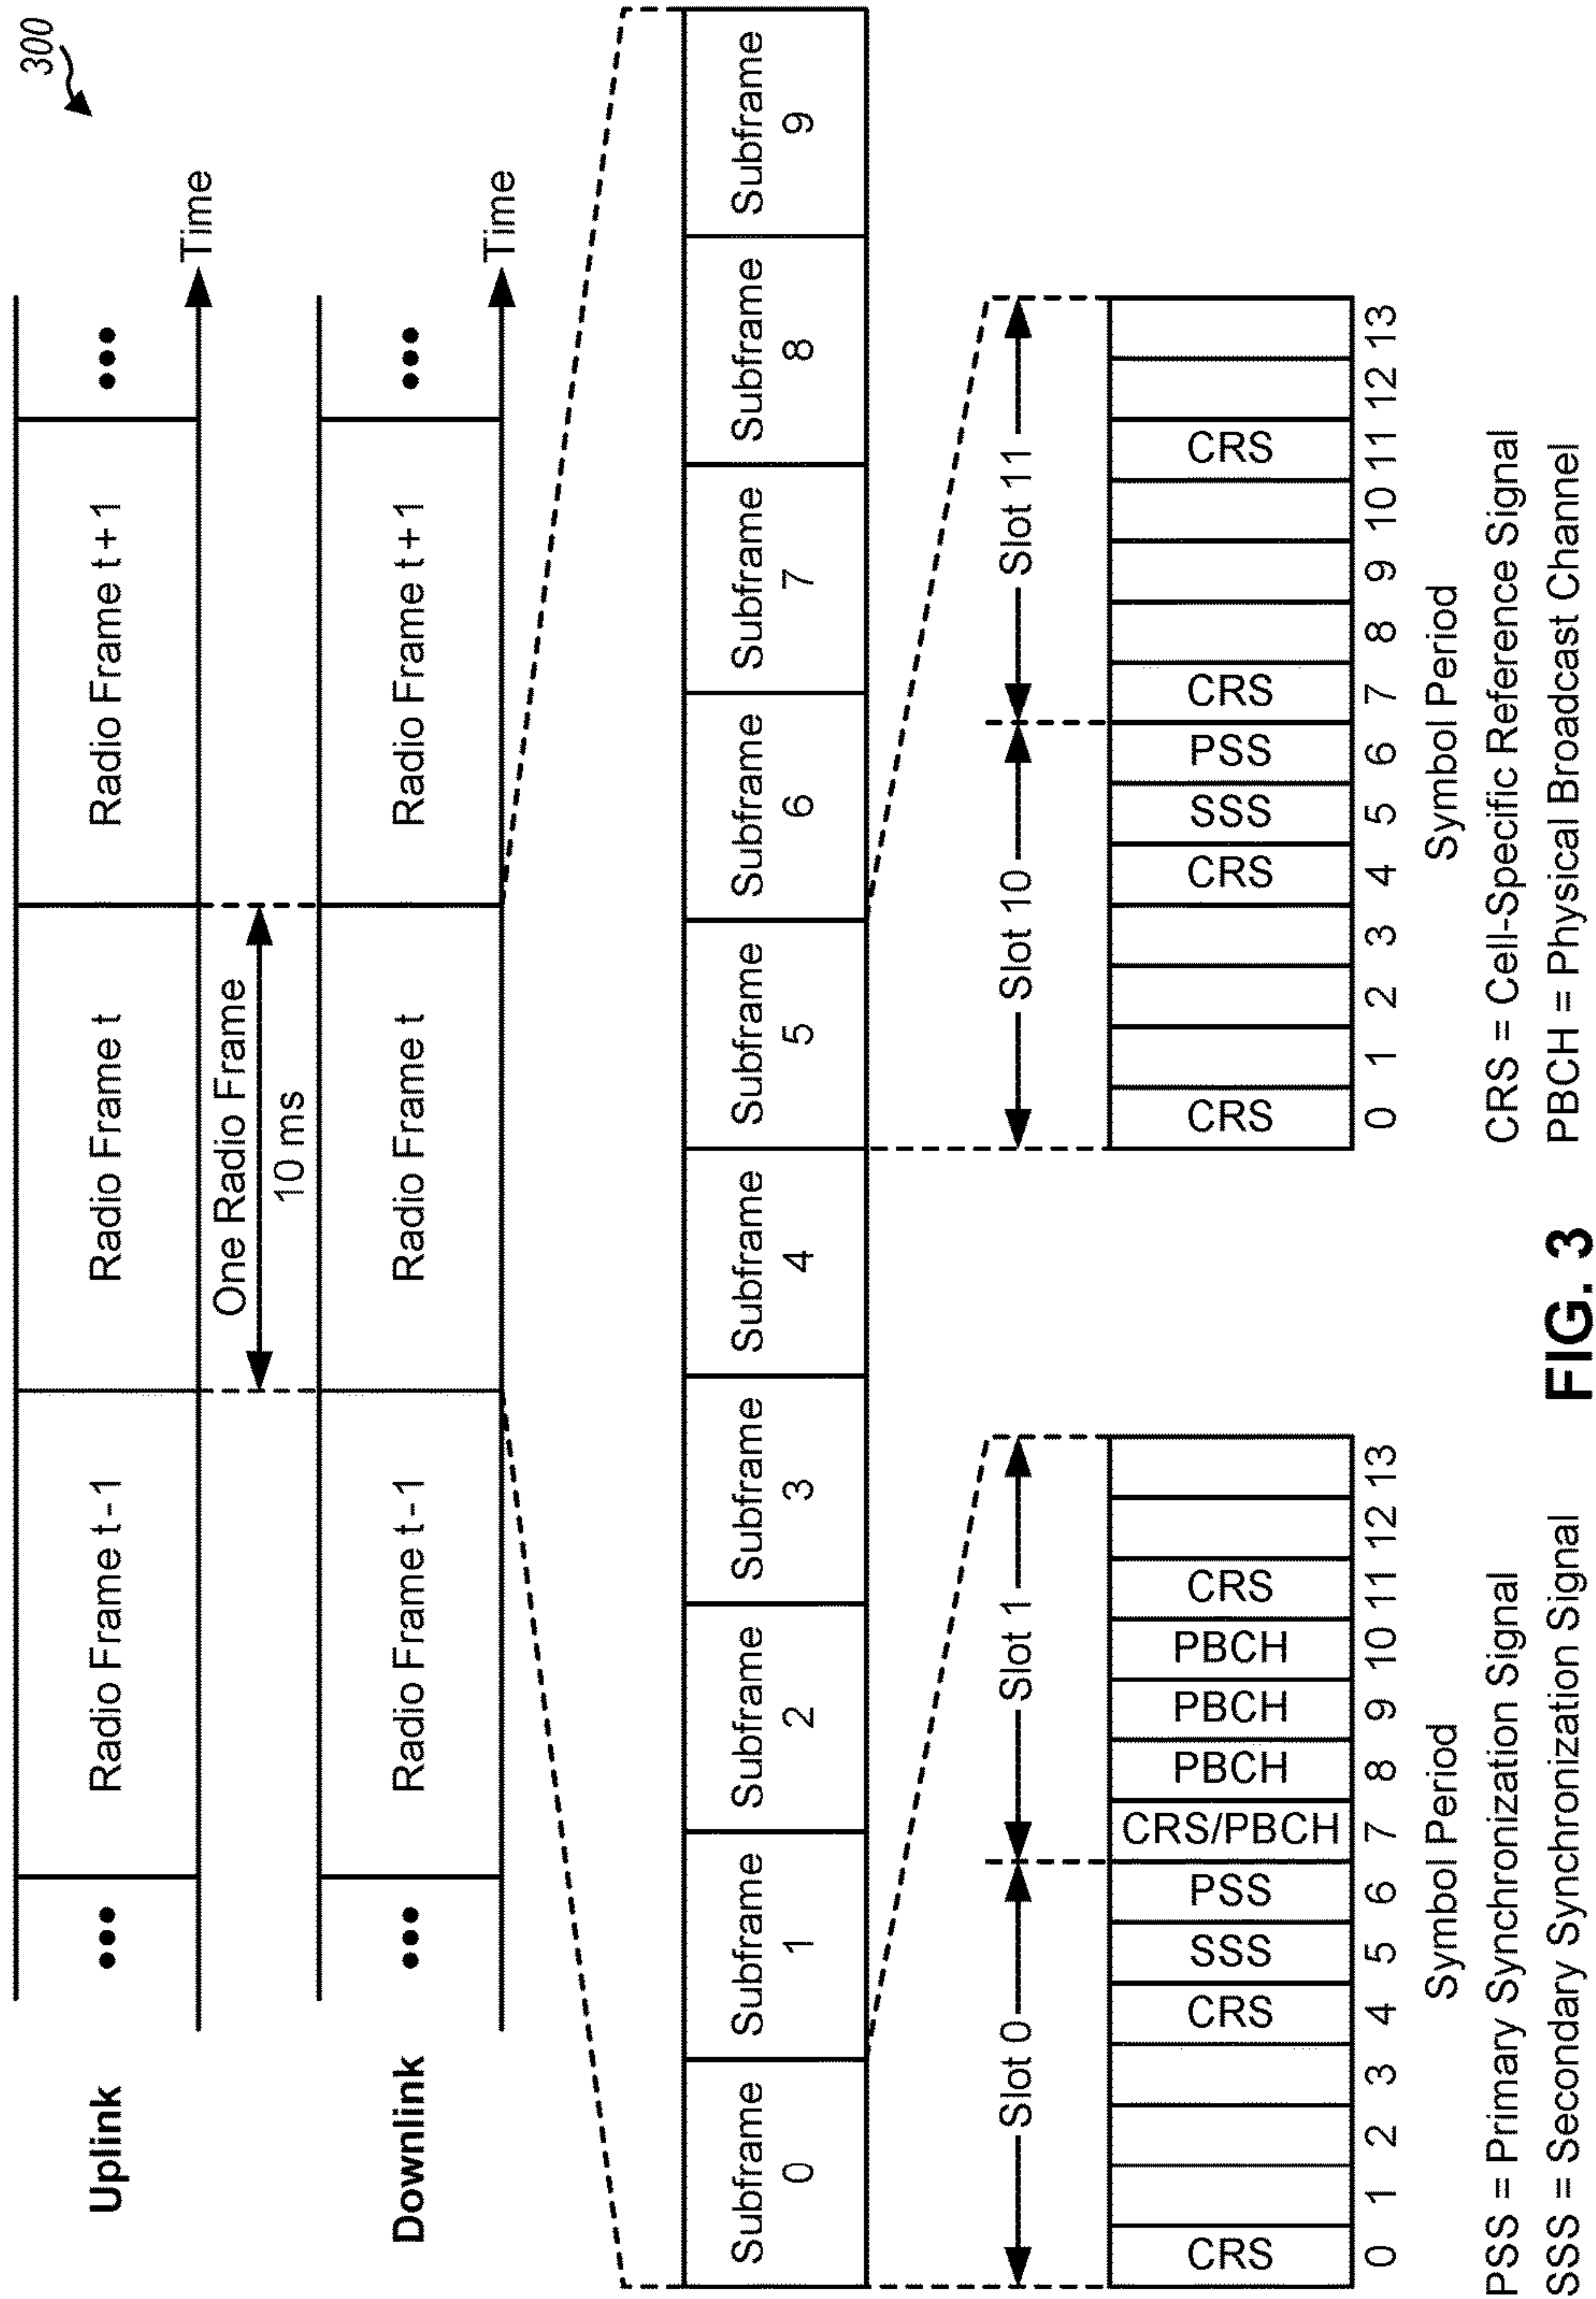 300
Uplink
•••
Radio Frame t-1
Radio Frame t
Radio Frame t+1
•••
Time
One Radio Frame
10 ms
Downlink
•••
Radio Frame t-1
Radio Frame t
Radio Frame t+1
•••
Time
Subframe
0
Subframe
1
Subframe
2
Subframe
3
Subframe
4
Subframe
5
Subframe
6
Subframe
7
Subframe
8
Subframe
9
Slot 0
Slot 1
CRS
CRS
SSS
PSS
CRS/PBCH
PBCH
PBCH
PBCH
CRS
0 1 2 3 4 5 6 7 8 9 10 11 12 13
Symbol Period
Slot 10
Slot 11
CRS
CRS
SSS
PSS
CRS
CRS
0 1 2 3 4 5 6 7 8 9 10 11 12 13
Symbol Period
PSS = Primary Synchronization Signal
SSS = Secondary Synchronization Signal
CRS = Cell-Specific Reference Signal
PBCH = Physical Broadcast Channel
FIG. 3